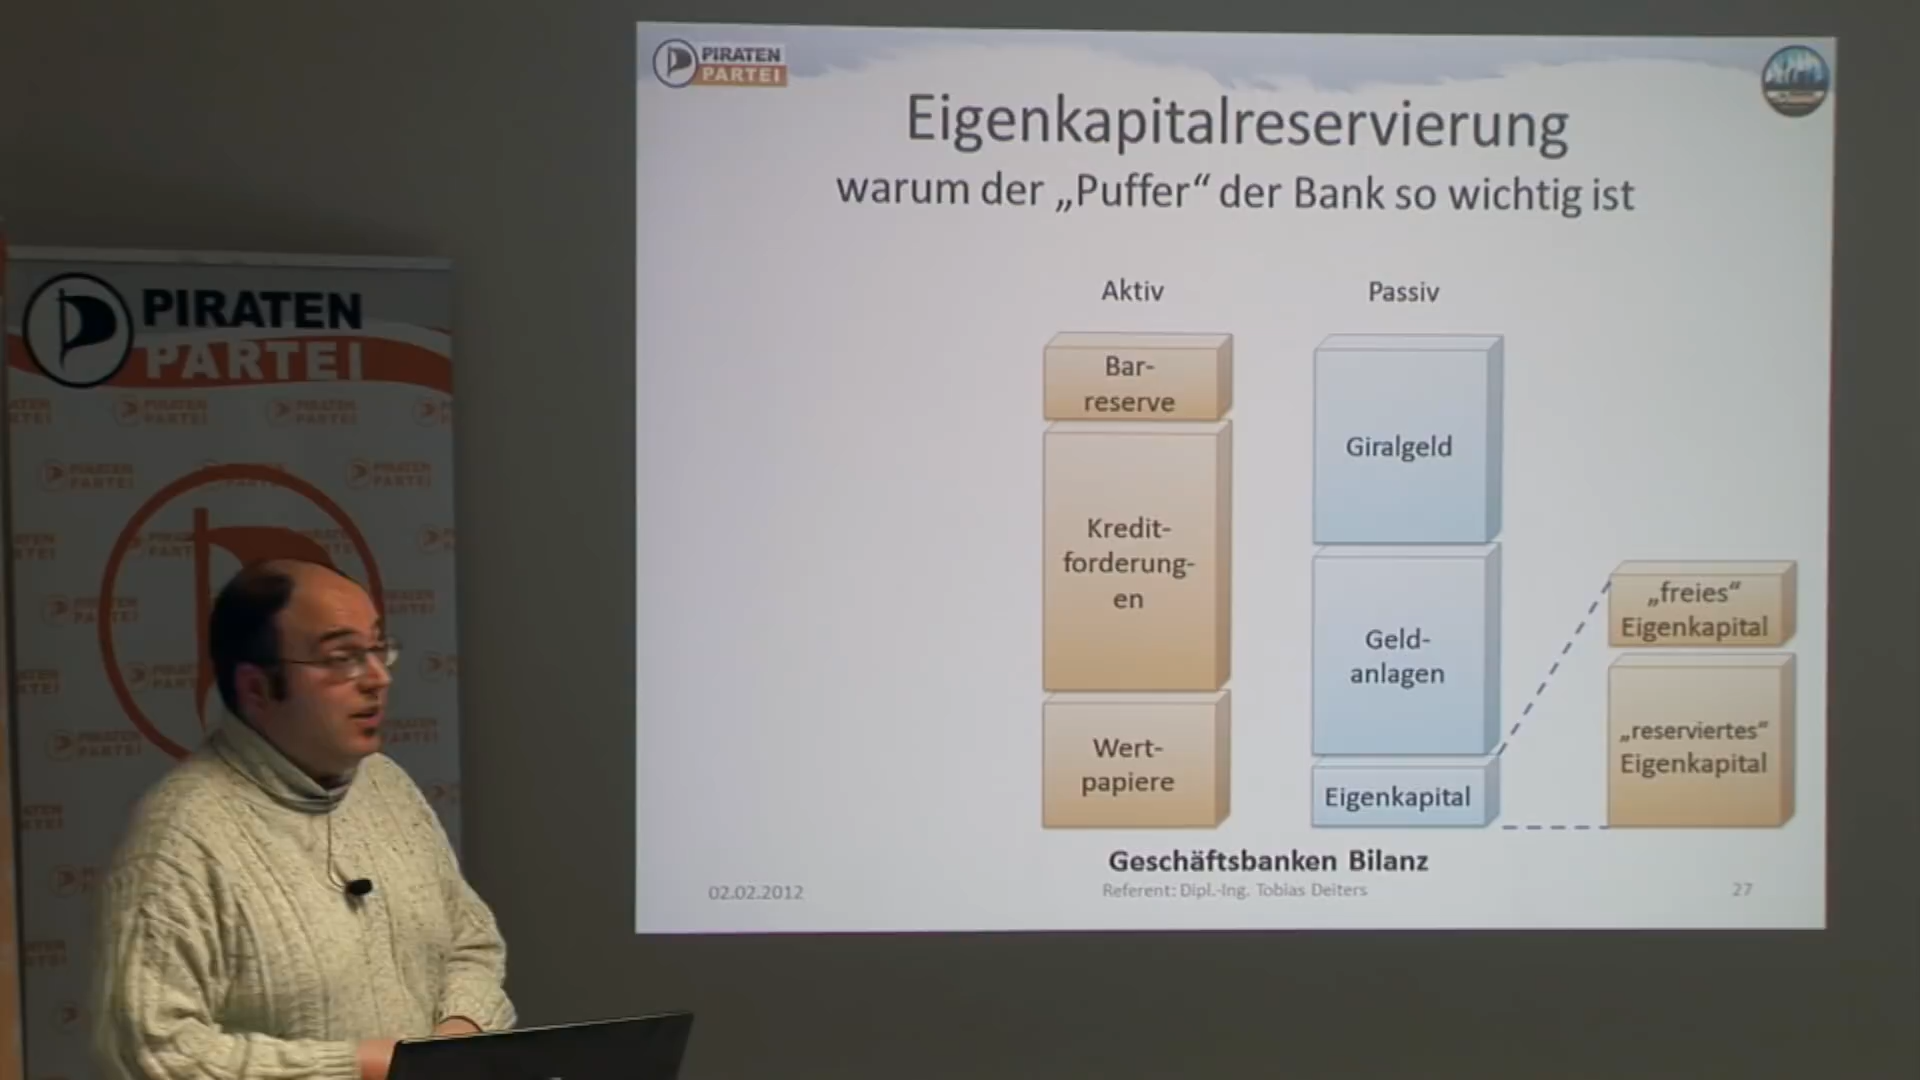 PIRATEN
PARTEI
Eigenkapitalreservierung
warum der „Puffer“ der Bank so wichtig ist
Aktiv
Passiv
Bar-
reserve
Kredit-
forderung-
en
Wert-
papiere
Giralgeld
Geld-
anlagen
Eigenkapital
„freies“
Eigenkapital
„reserviertes“
Eigenkapital
Geschäftsbanken Bilanz
02.02.2012
Referent: Dipl.-Ing. Tobias Deiters
27
PIRATEN
PARTEI